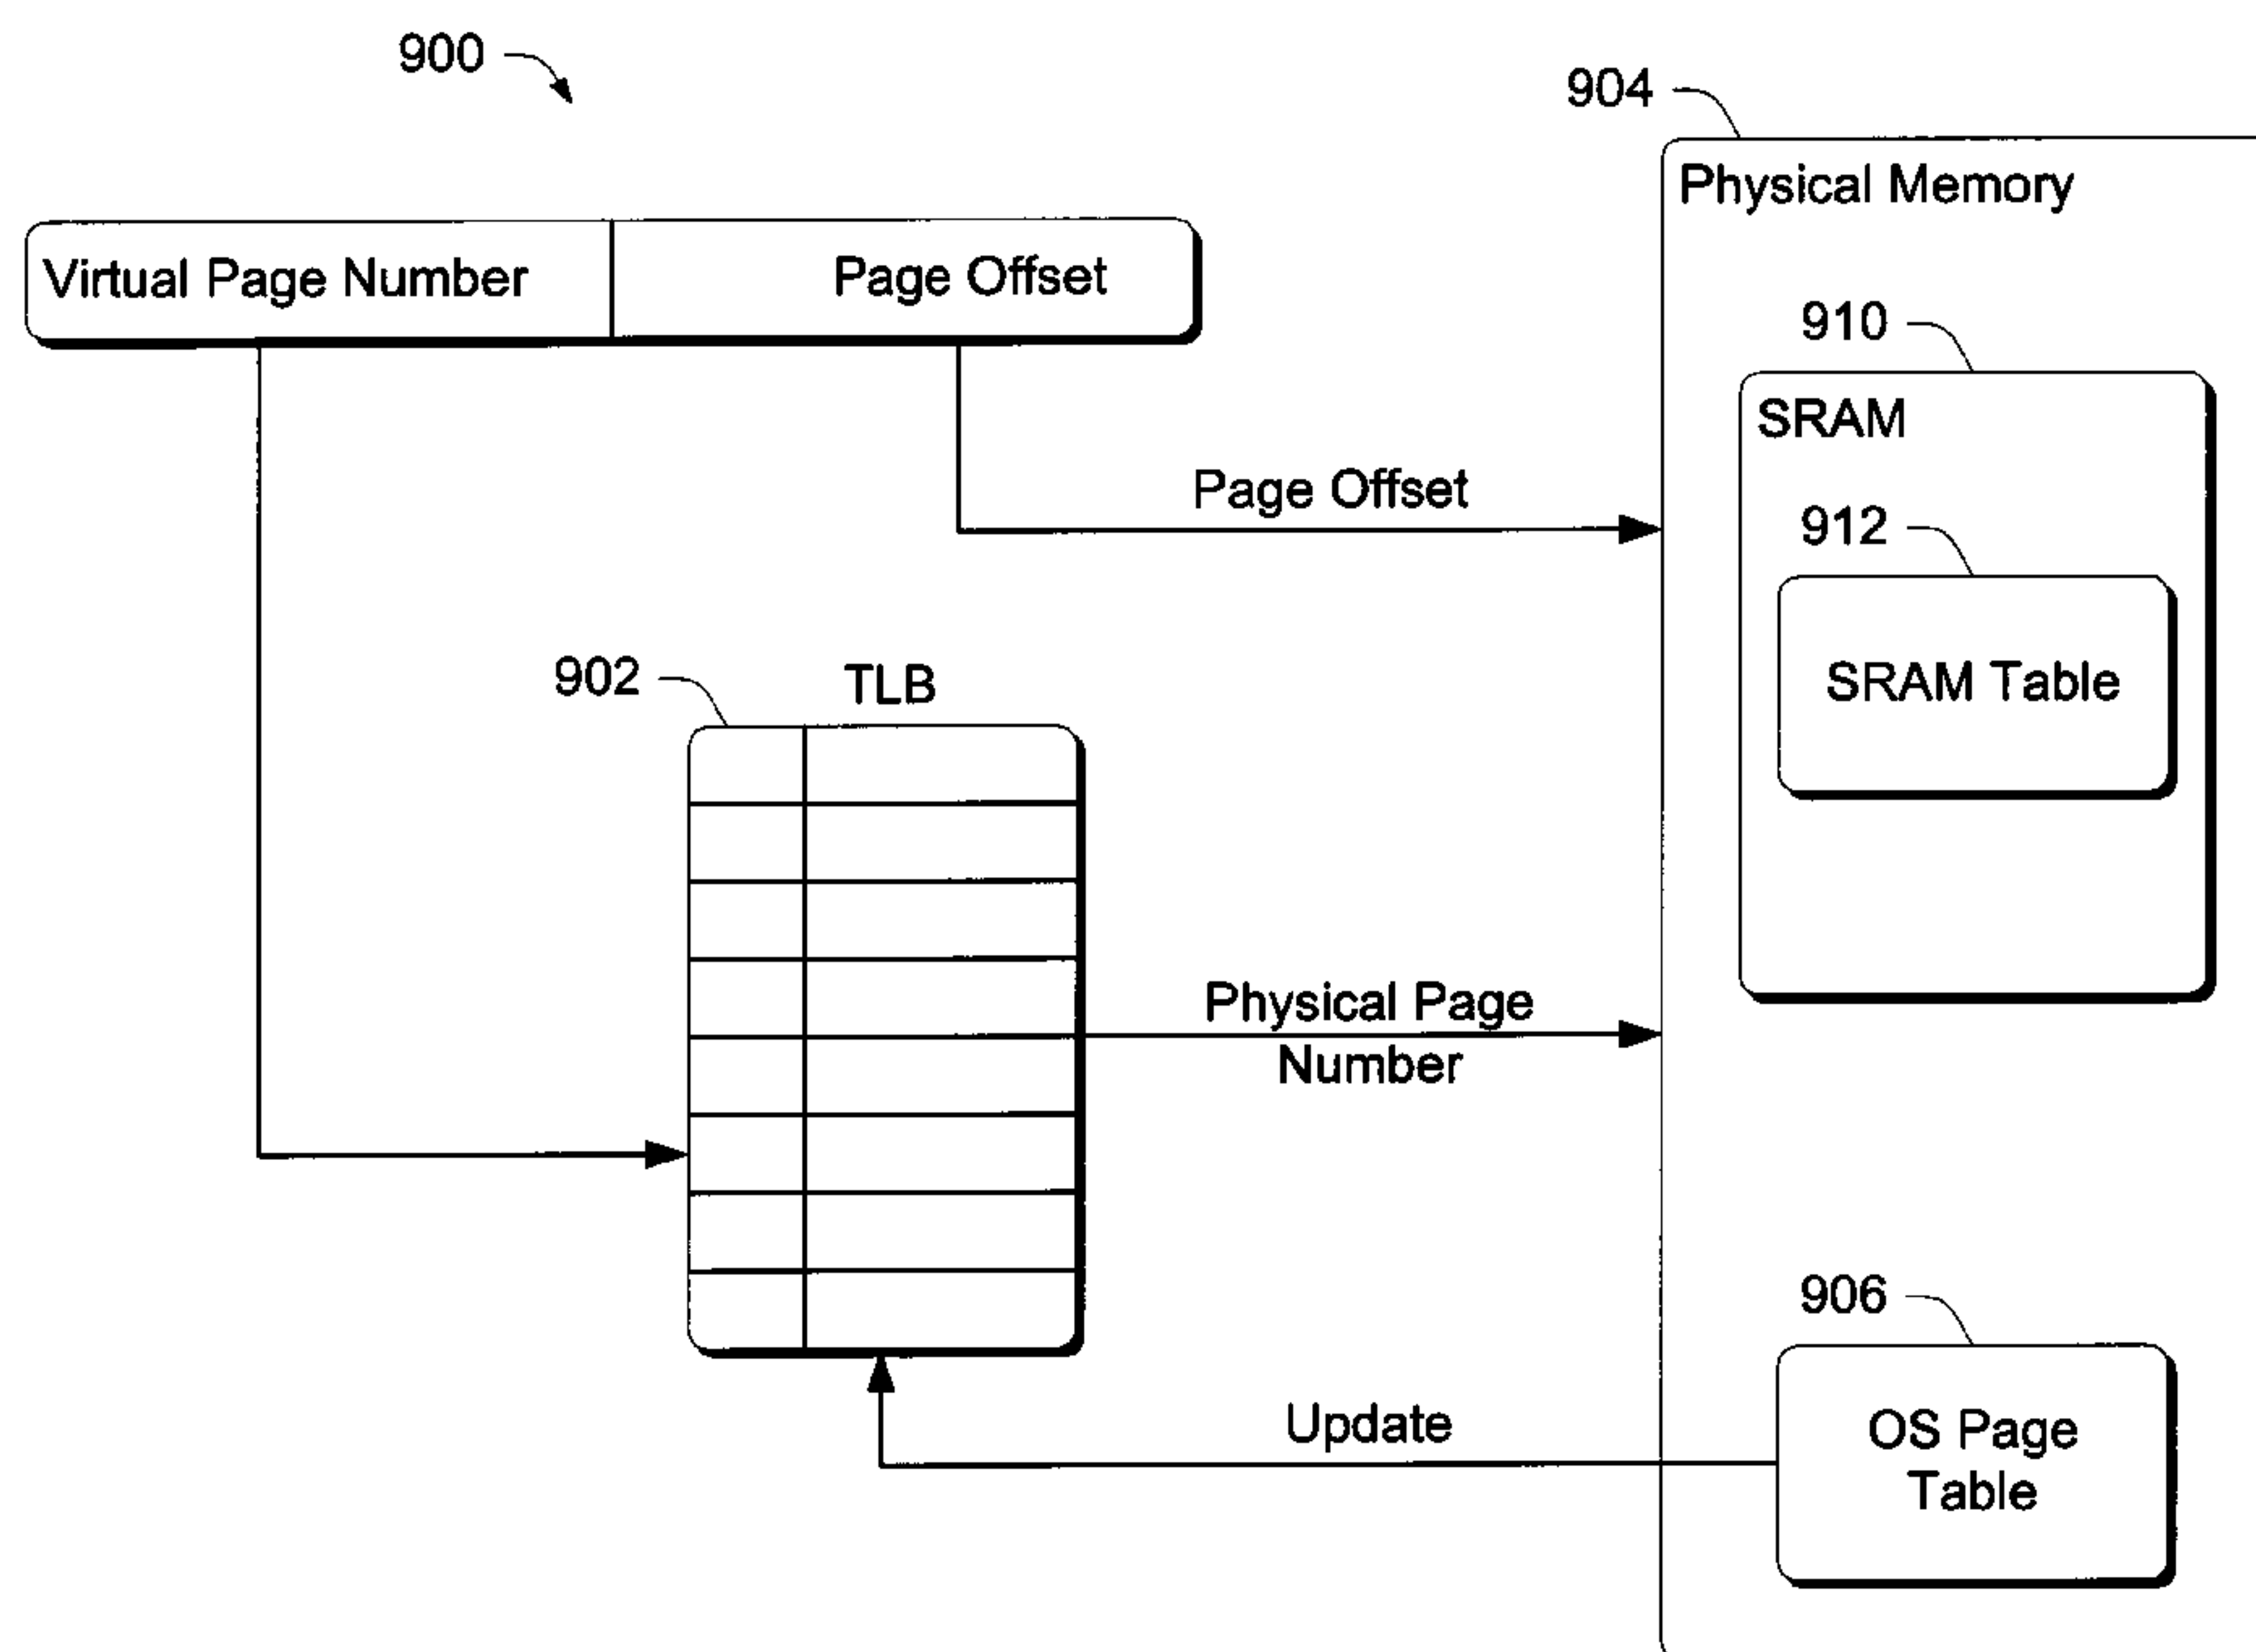 900
904
Physical Memory
Virtual Page Number
Page Offset
910
SRAM
Page Offset
912
SRAM Table
902
TLB
Physical Page
Number
906
OS Page
Table
Update